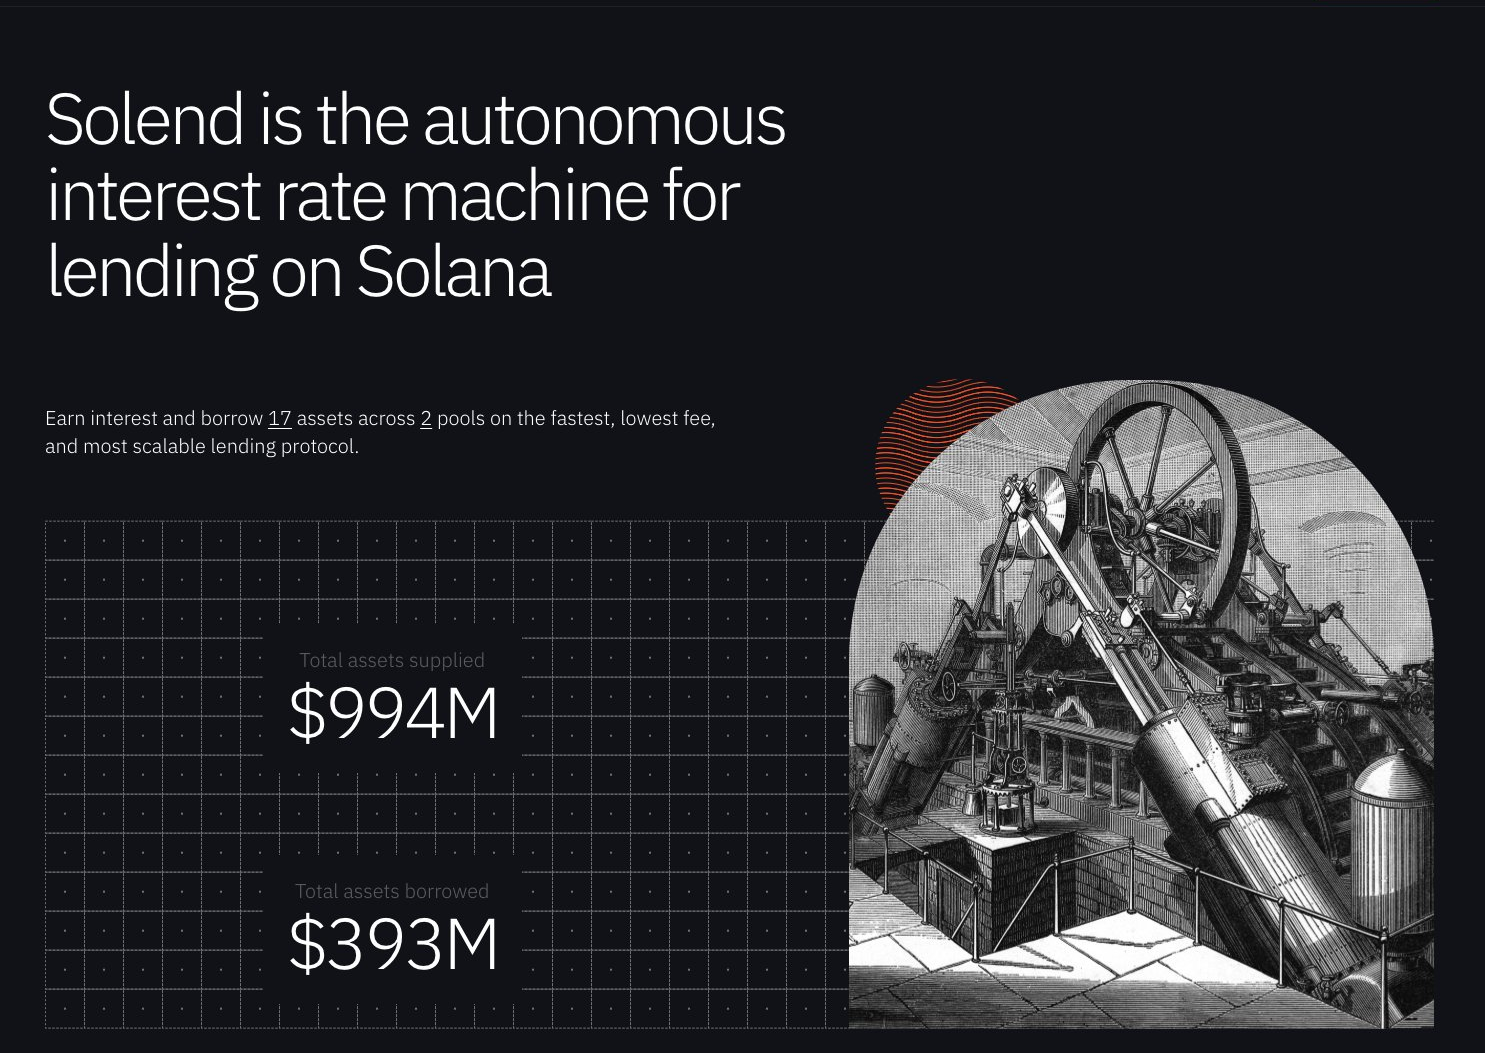 Solend is the autonomous
interest rate machine for
lending on Solana
Earn interest and borrow 17 assets across 2 pools on the fastest, lowest fee,
and most scalable lending protocol.
Total assets supplied
$994M
Total assets borrowed
$393M